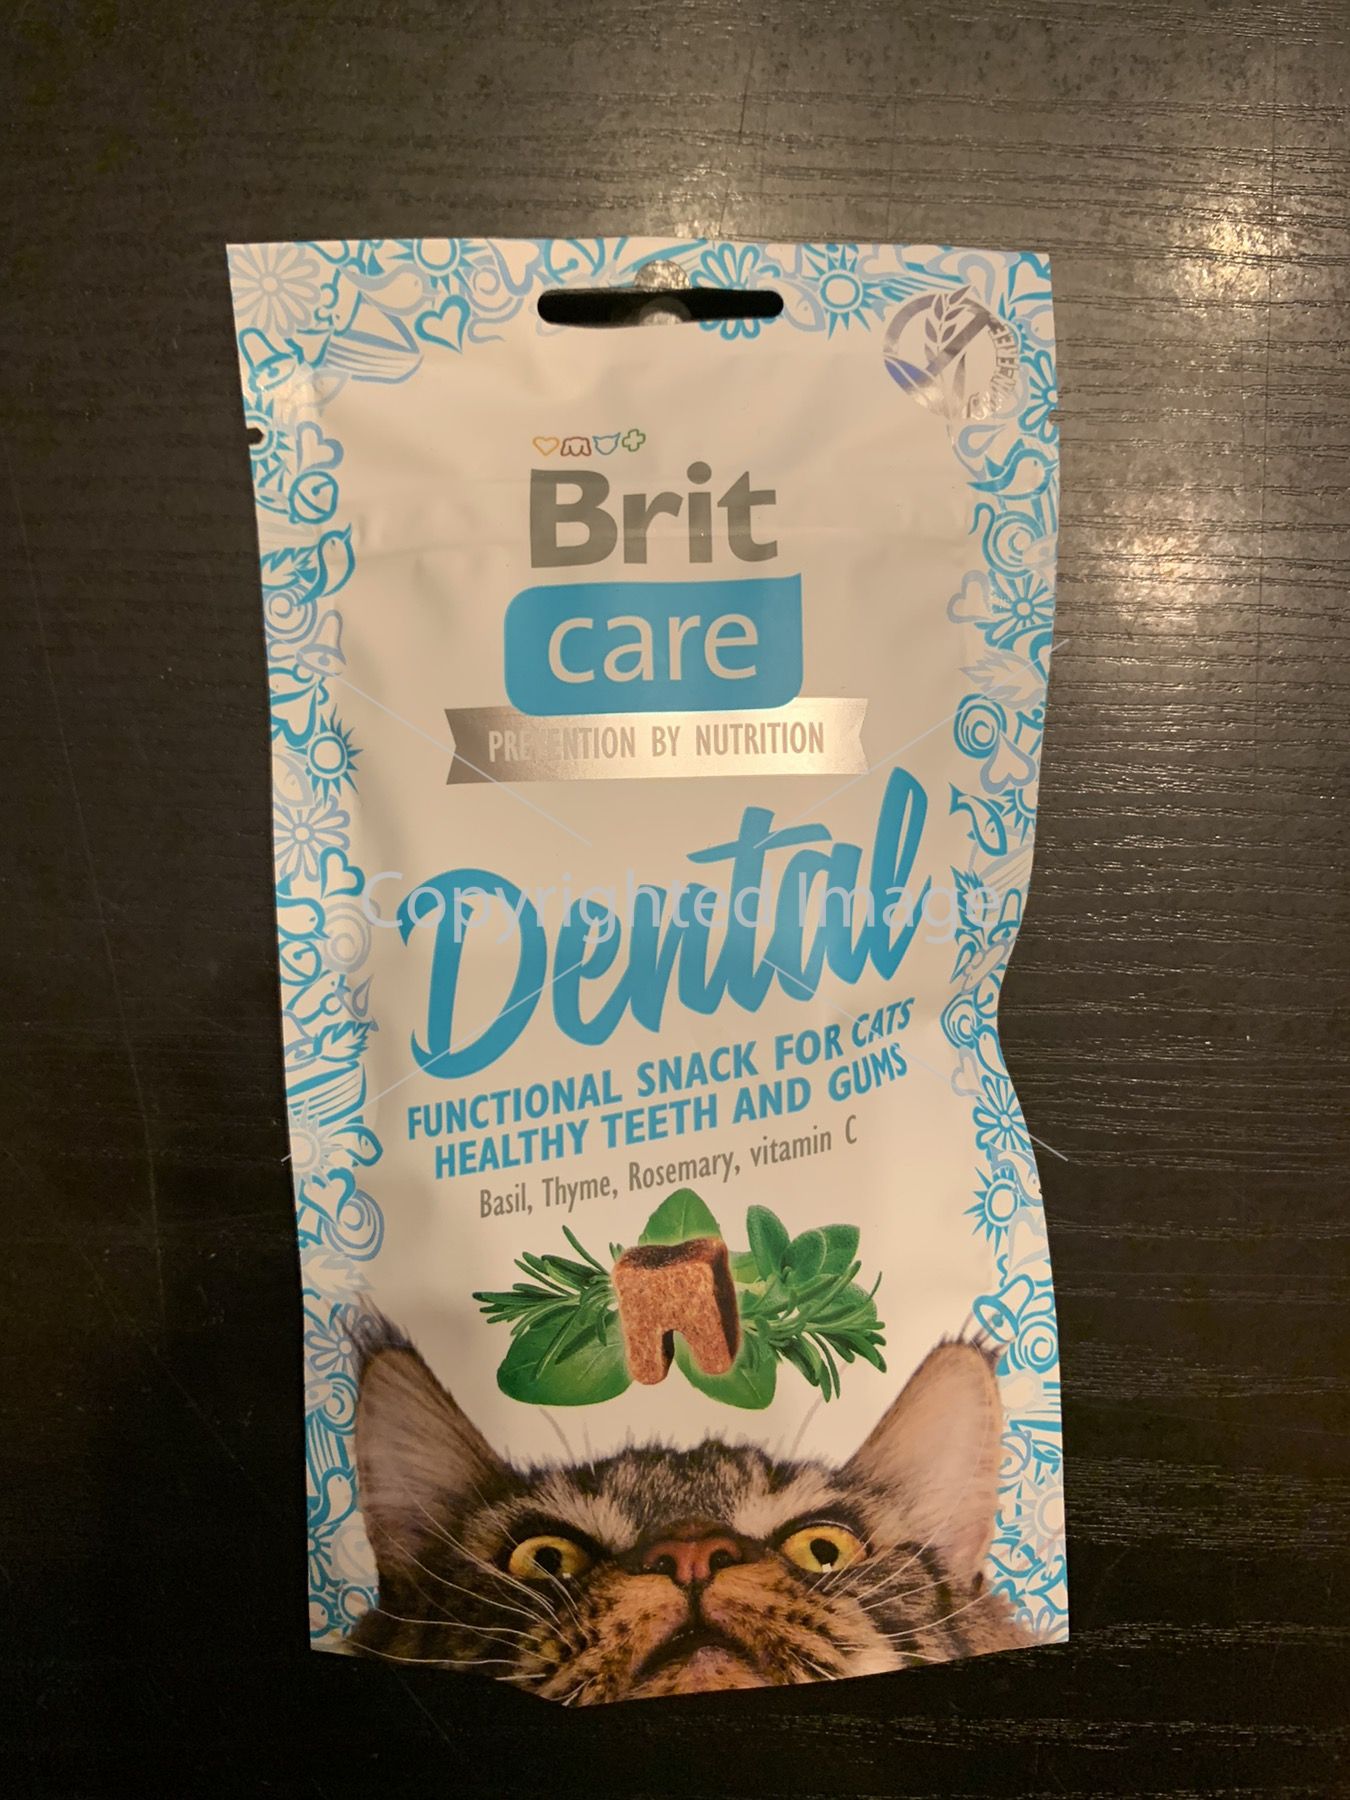 Brit
care
PREVENTION BY NUTRITION
Dental
FUNCTIONAL SNACK FOR CATS
HEALTHY TEETH AND GUMS
Basil, Thyme, Rosemary, vitamin C
Copyrighted Image